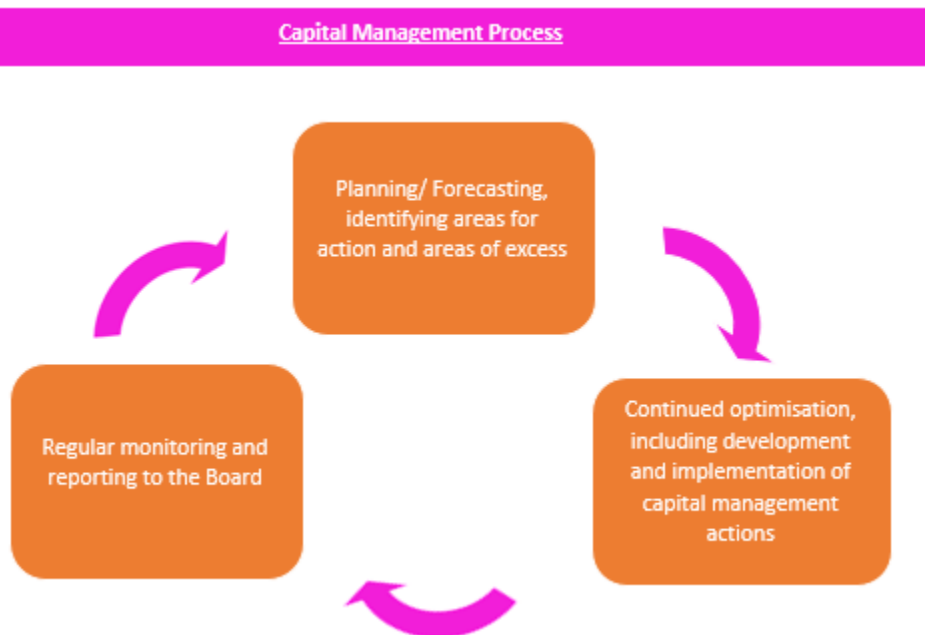 Capital Management Process
Planning/ Forecasting,
identifying areas for
action and areas of excess
Continued optimisation,
including development
and implementation of
capital management
actions
Regular monitoring and
reporting to the Board